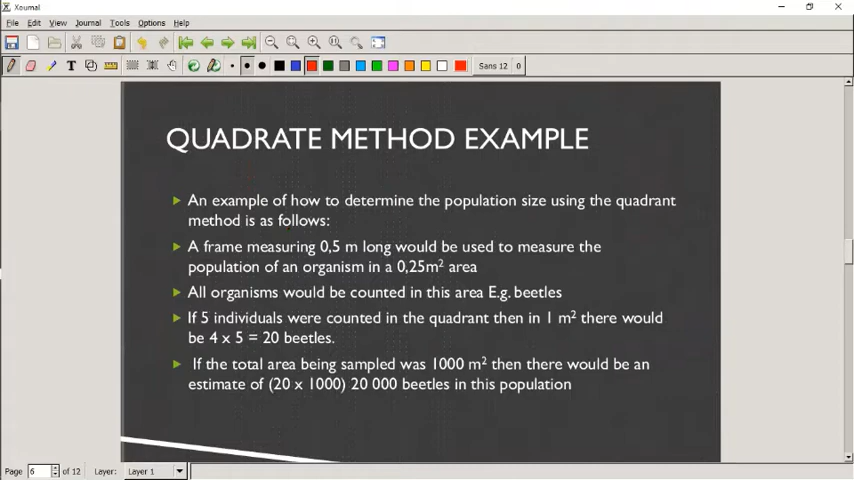 Xournal
File Edit View Journal Tools Options Help
Sans 12 0
QUADRATE METHOD EXAMPLE
An example of how to determine the population size using the quadrant
method is as follows:
A frame measuring 0,5 m long would be used to measure the
population of an organism in a 0,25m² area
All organisms would be counted in this area E.g. beetles
If 5 individuals were counted in the quadrant then in 1 m² there would
be 4 x 5 = 20 beetles.
If the total area being sampled was 1000 m² then there would be an
estimate of (20 x 1000) 20 000 beetles in this population
Page 6 of 12 Layer: Layer 1